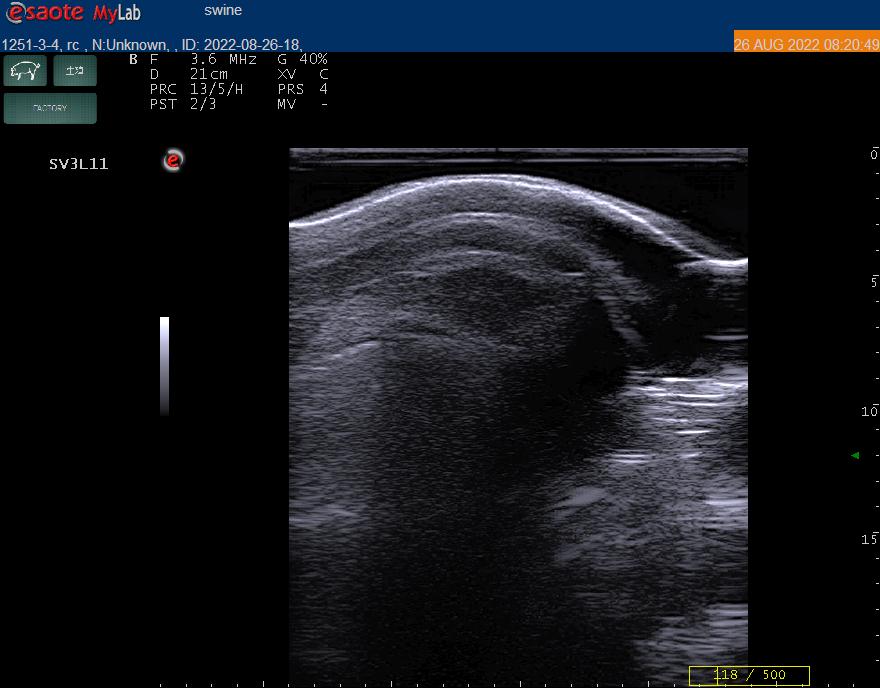 esaote MyLab
swine
1251-3-4, rc , N:Unknown, , ID: 2022-08-26-18,
26 AUG 2022 08:20:49
B F 3.6 MHz G 40%
D 21cm XV C
PRC 13/5/H PRS 4
PST 2/3 MV -
FACTORY
SV3L11
e
0
5
10
15
118 / 500